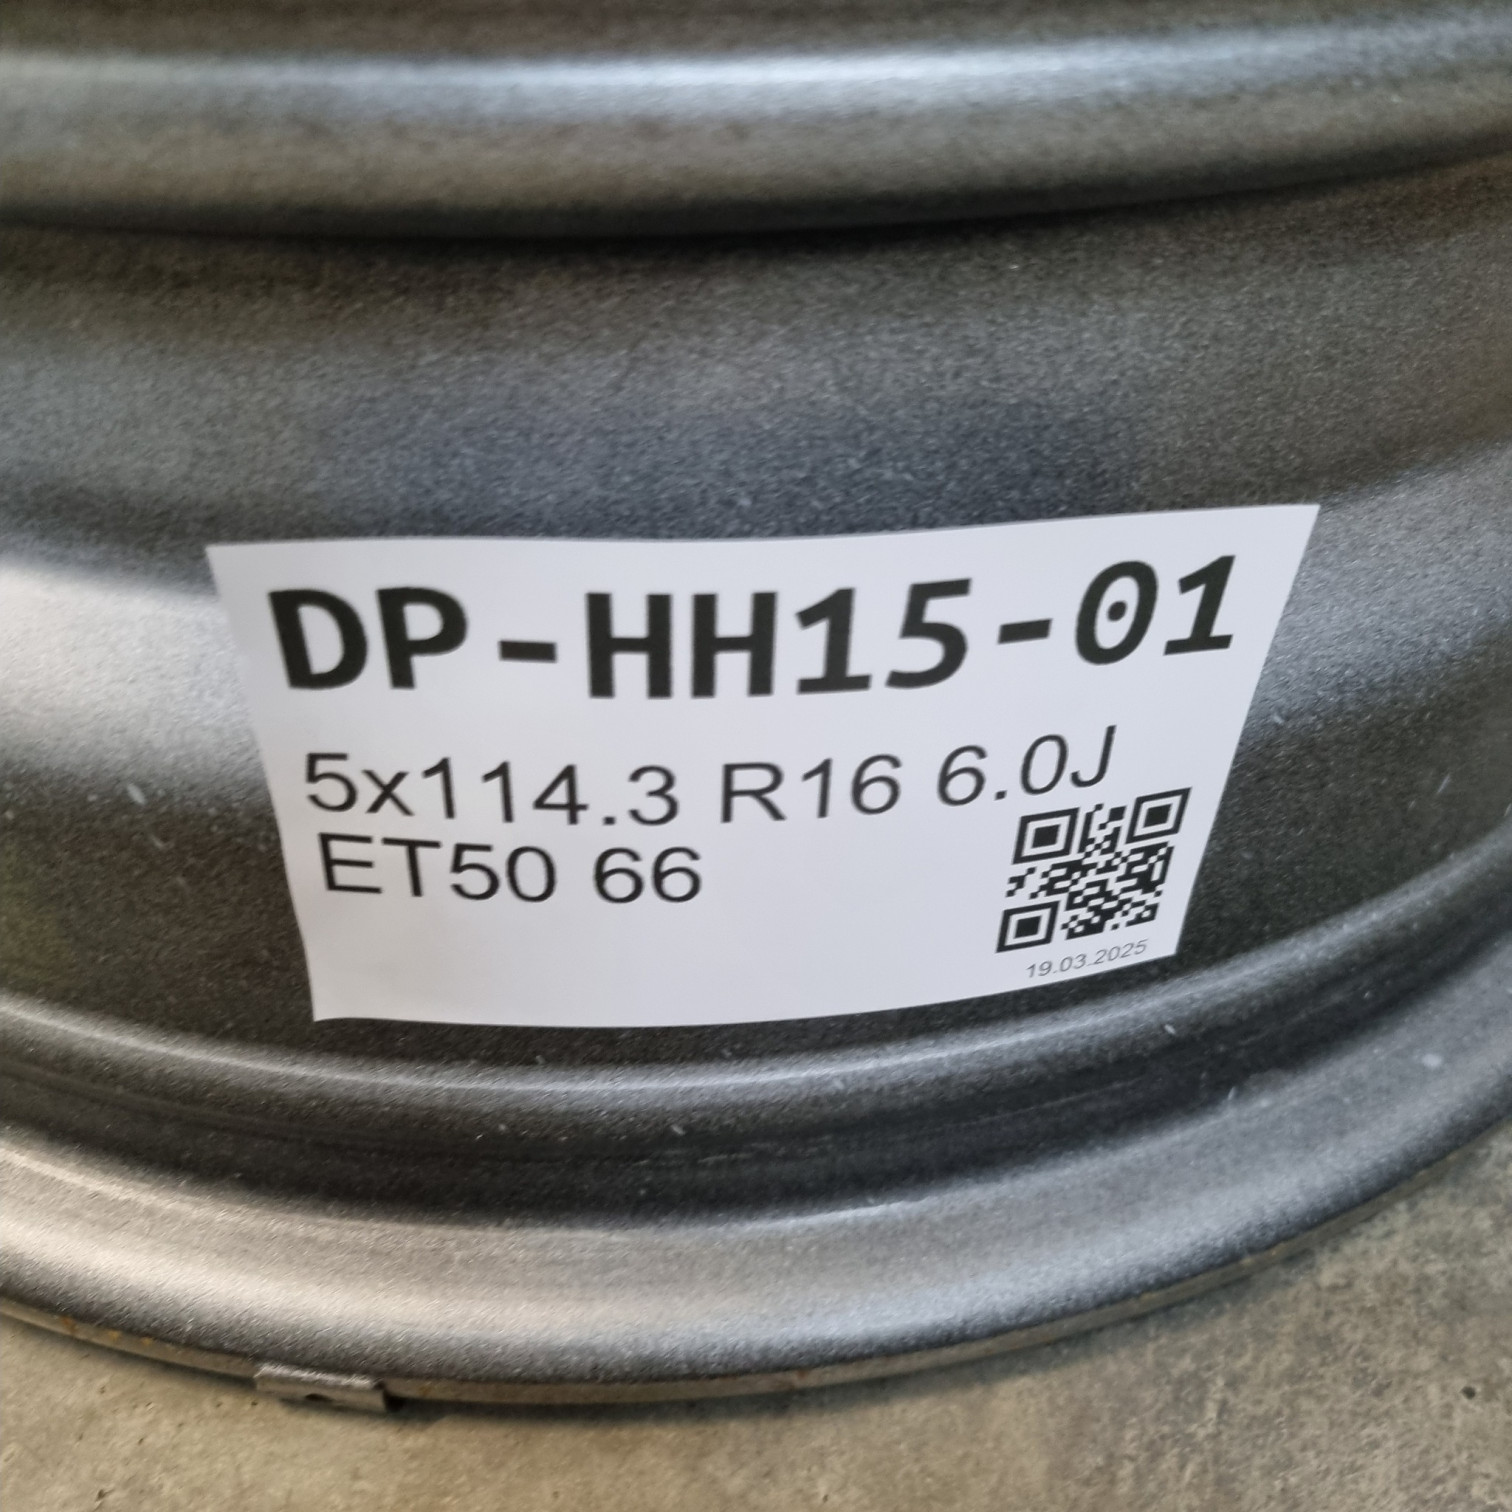 DP-HH15-01
5x114.3 R16 6.0J
ET50 66
19.03.2025